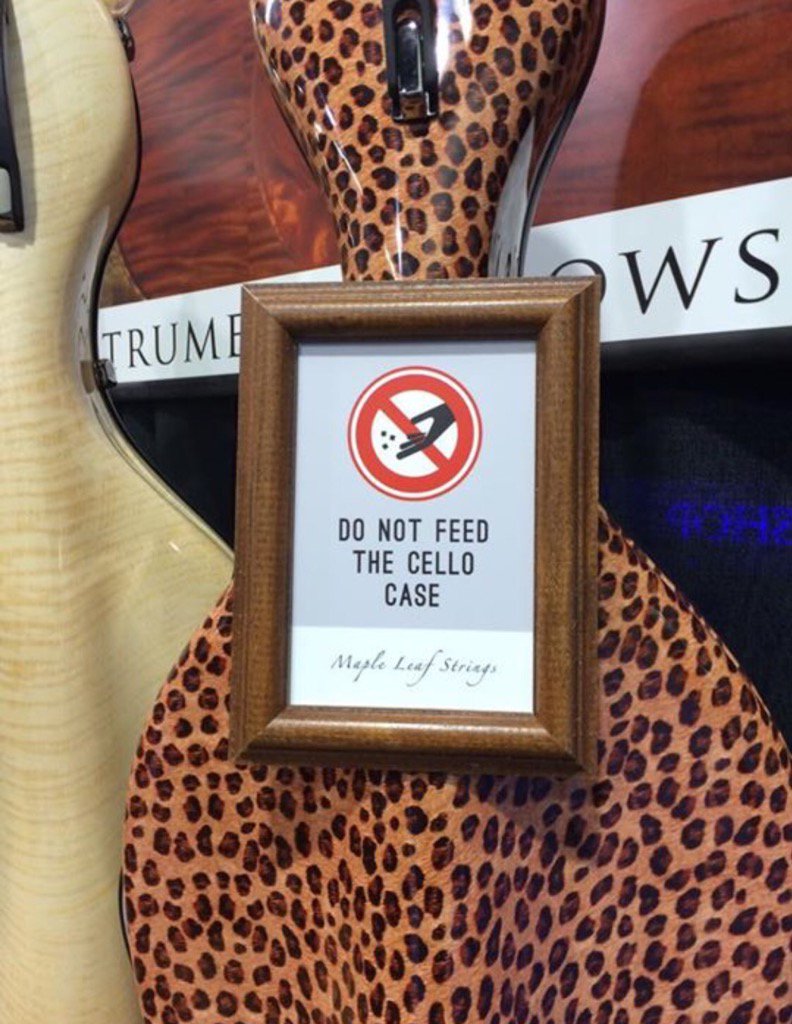 TRUME
OWS
DO NOT FEED
THE CELLO
CASE
Maple Leaf Strings